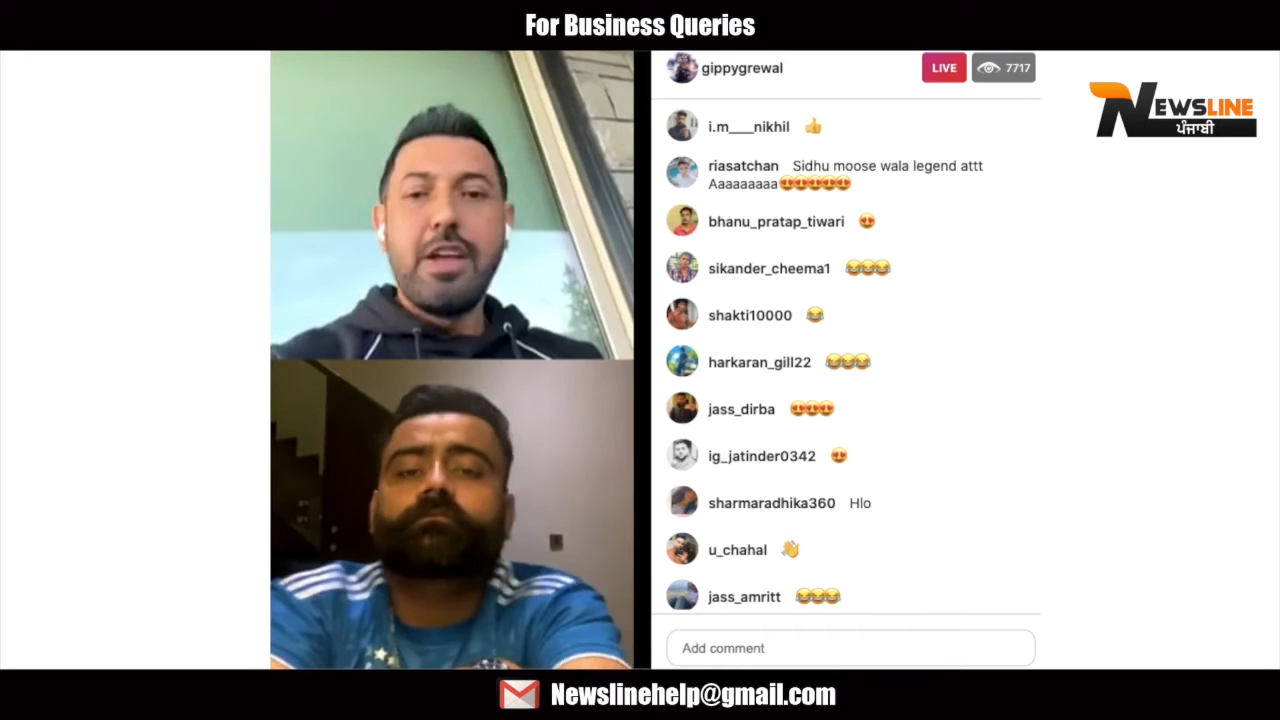 For Business Queries
gippygrewal
LIVE 7717
NEWSLINE
ਪੰਜਾਬੀ
i.m___nikhil 👍
riasatchan Sidhu moose wala legend attt
Aaaaaaaaa😍😍😍😍😍😍
bhanu_pratap_tiwari 😍
sikander_cheema1 😂😂😂
shakti10000 😂
harkaran_gill22 😂😂😂
jass_dirba 😍😍😍
ig_jatinder0342 😍
sharmaradhika360 Hlo
u_chahal 👋
jass_amritt 😂😂😂
Add comment
Newslinehelp@gmail.com